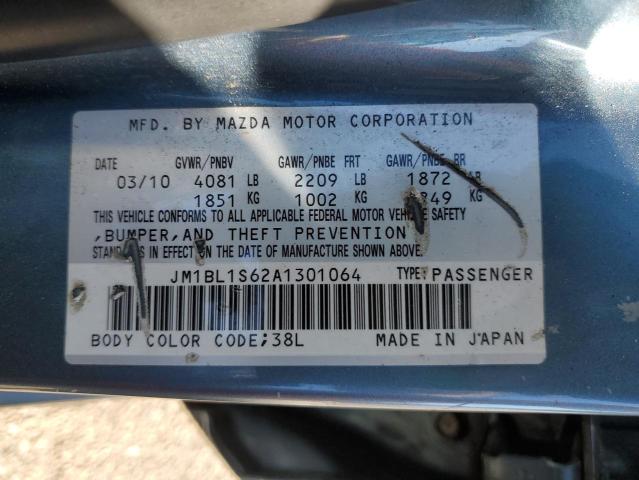 MFD. BY MAZDA MOTOR CORPORATION
DATE GVWR/PNBV GAWR/PNBE FRT GAWR/PNBE RR
03/10 4081 LB 2209 LB 1872 LB
1851 KG 1002 KG 849 KG
THIS VEHICLE CONFORMS TO ALL APPLICABLE FEDERAL MOTOR VEHICLE SAFETY
,BUMPER,AND THEFT PREVENTION
STANDARDS IN EFFECT ON THE DATE OF MANUFACTURE SHOWN ABOVE.
JM1BL1S62A1301064 TYPE:PASSENGER
BODY COLOR CODE:38L MADE IN JAPAN